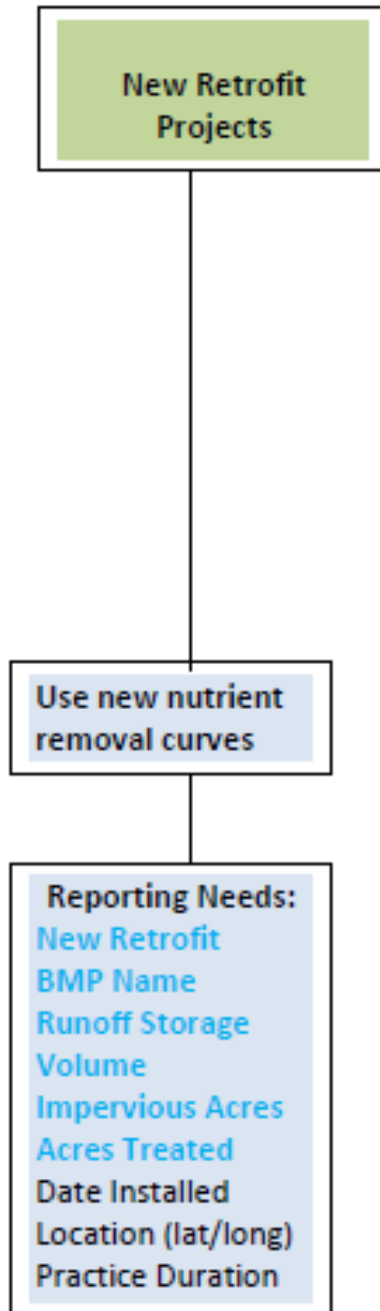 New Retrofit
Projects
Use new nutrient
removal curves
Reporting Needs:
New Retrofit
BMP Name
Runoff Storage
Volume
Impervious Acres
Acres Treated
Date Installed
Location (lat/long)
Practice Duration